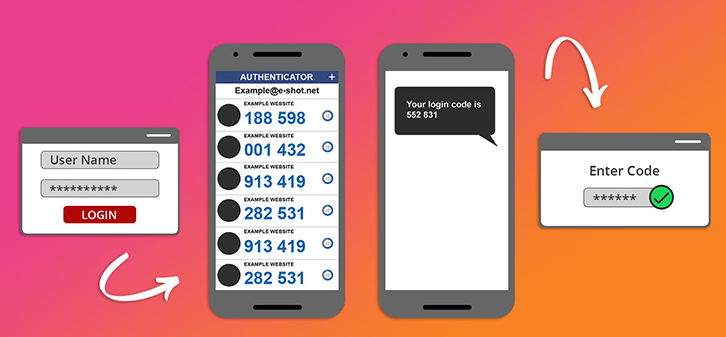 User Name
**********
LOGIN
AUTHENTICATOR +
Example@e-shot.net
EXAMPLE WEBSITE
188 598
EXAMPLE WEBSITE
001 432
EXAMPLE WEBSITE
913 419
EXAMPLE WEBSITE
282 531
EXAMPLE WEBSITE
913 419
EXAMPLE WEBSITE
282 531
Your login code is
552 831
Enter Code
******